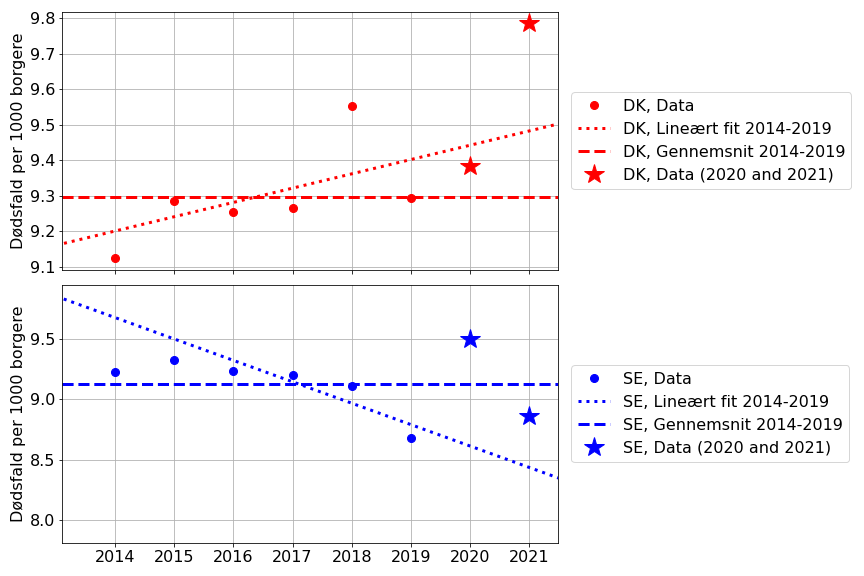 Dødsfald per 1000 borgere
9.8
9.7
9.6
9.5
9.4
9.3
9.2
9.1
DK, Data
DK, Lineært fit 2014-2019
DK, Gennemsnit 2014-2019
DK, Data (2020 and 2021)
Dødsfald per 1000 borgere
9.5
9.0
8.5
8.0
SE, Data
SE, Lineært fit 2014-2019
SE, Gennemsnit 2014-2019
SE, Data (2020 and 2021)
2014 2015 2016 2017 2018 2019 2020 2021